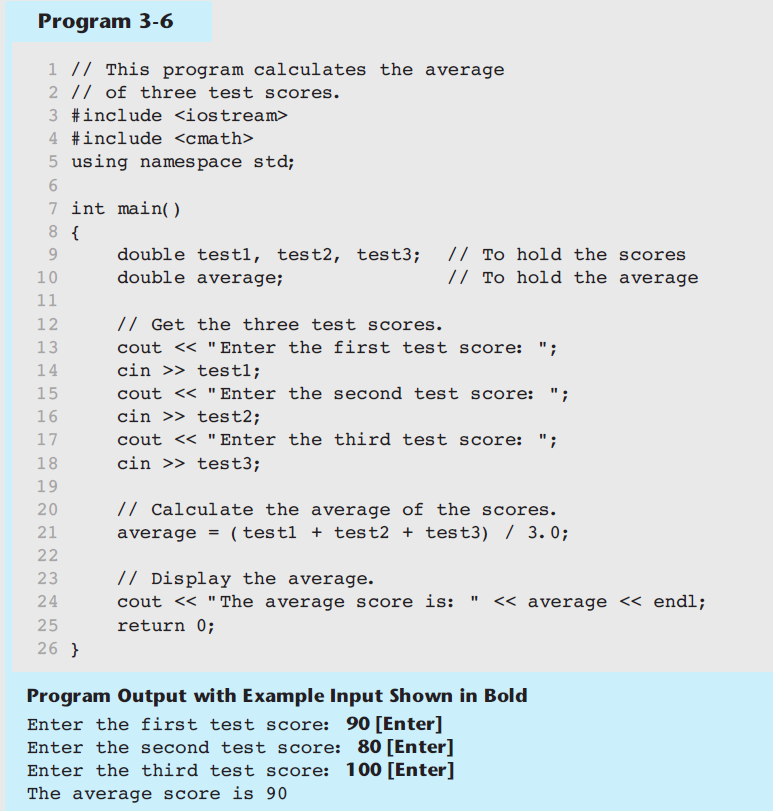 Program 3-6
1 // This program calculates the average
2 // of three test scores.
3 #include <iostream>
4 #include <cmath>
5 using namespace std;
6
7 int main()
8 {
9     double test1, test2, test3;  // To hold the scores
10     double average;              // To hold the average
11
12     // Get the three test scores.
13     cout << "Enter the first test score: ";
14     cin >> test1;
15     cout << "Enter the second test score: ";
16     cin >> test2;
17     cout << "Enter the third test score: ";
18     cin >> test3;
19
20     // Calculate the average of the scores.
21     average = (test1 + test2 + test3) / 3.0;
22
23     // Display the average.
24     cout << "The average score is: " << average << endl;
25     return 0;
26 }
Program Output with Example Input Shown in Bold
Enter the first test score: 90 [Enter]
Enter the second test score: 80 [Enter]
Enter the third test score: 100 [Enter]
The average score is 90